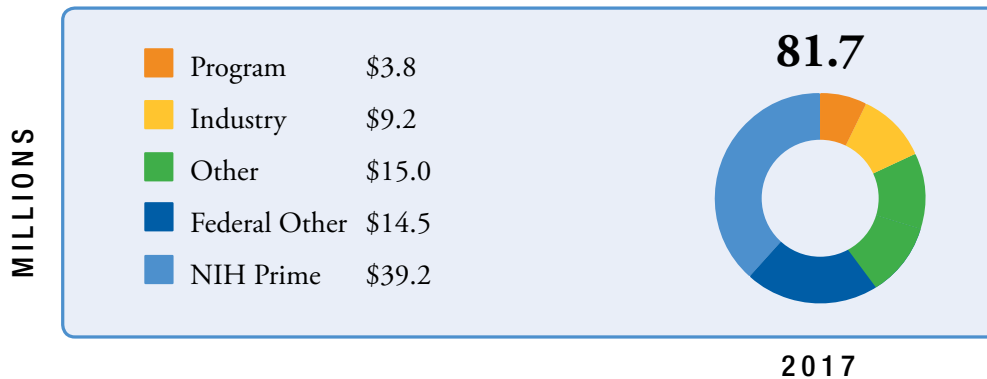 MILLIONS
Program $3.8
Industry $9.2
Other $15.0
Federal Other $14.5
NIH Prime $39.2
81.7
2017